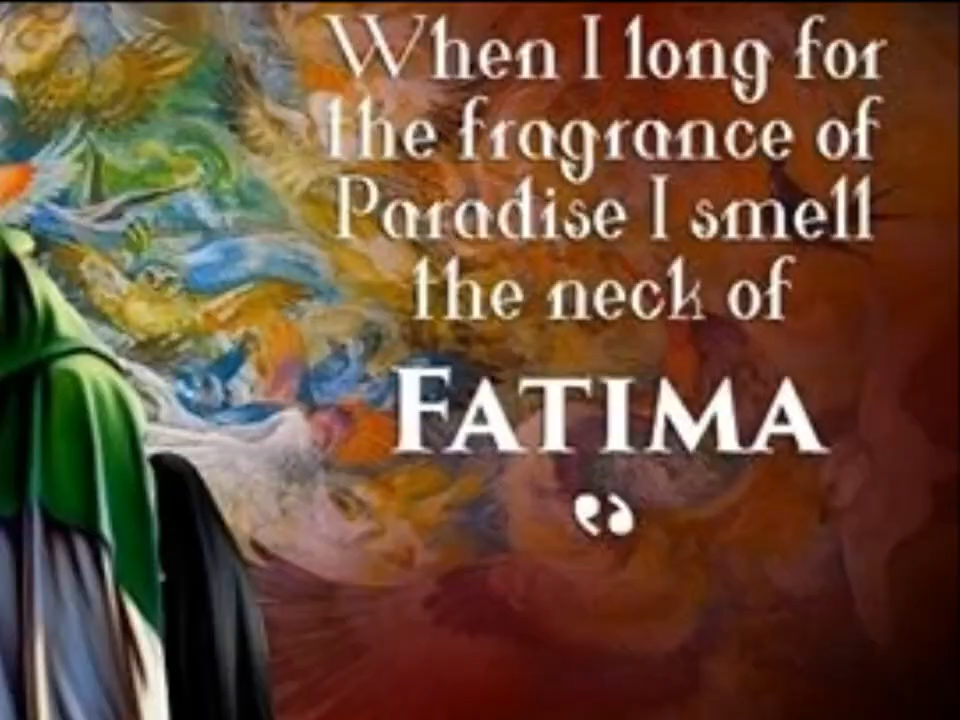 When I long for
the fragrance of
Paradise I smell
the neck of
FATIMA
”